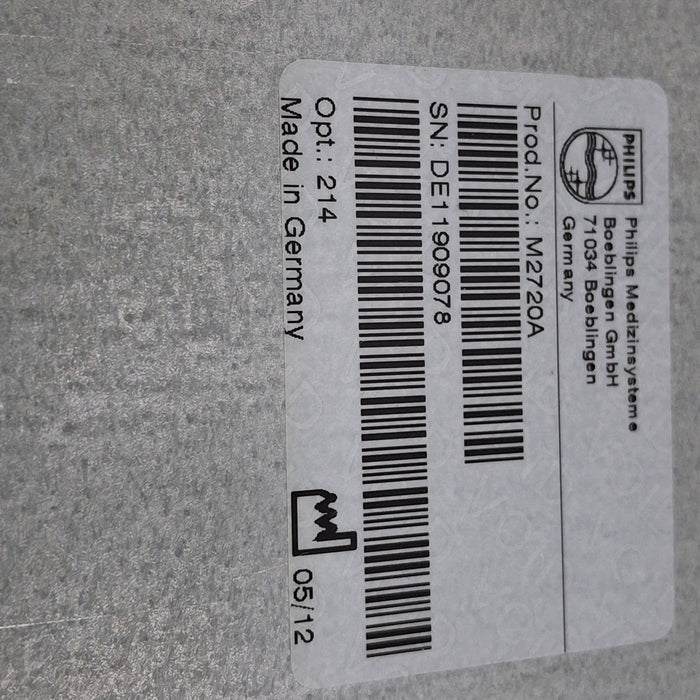 PHILIPS
Philips Medizinsysteme
Boeblingen GmbH
71034 Boeblingen
Germany
Prod.No.: M2720A
SN: DE11909078
Opt.: 214
Made in Germany
05/12